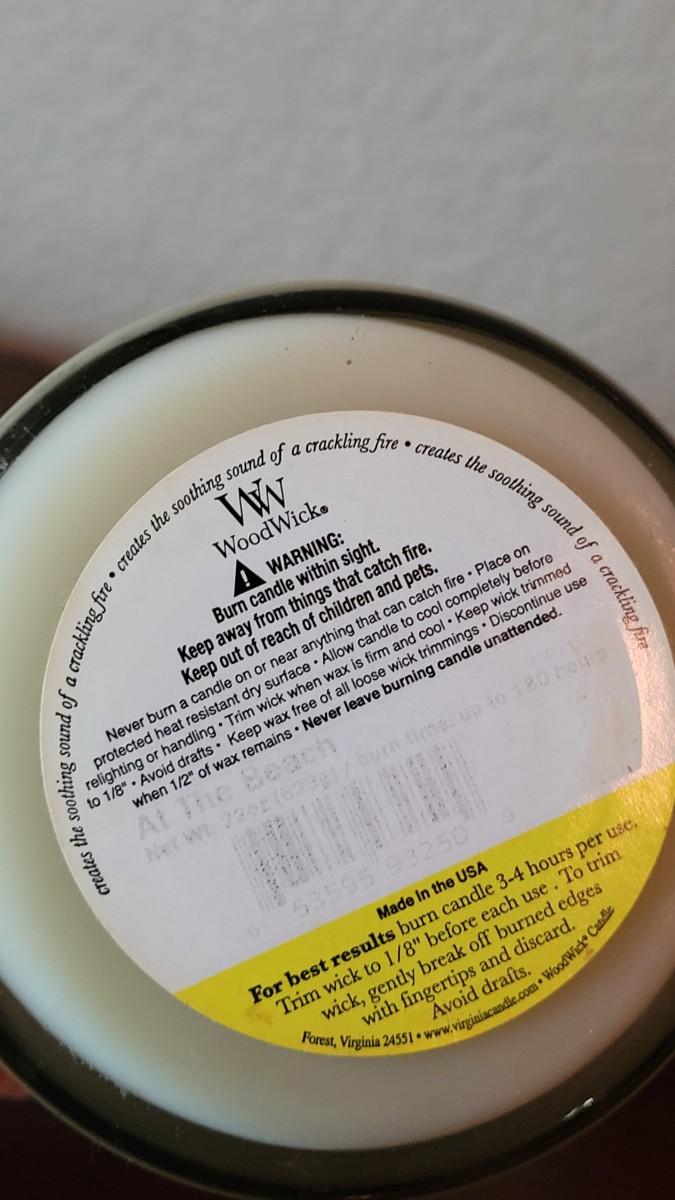 creates the soothing sound of a crackling fire • creates the soothing sound of a crackling fire • creates the soothing sound of a crackling fire
WW
WoodWick®
! WARNING:
Burn candle within sight.
Keep away from things that catch fire.
Keep out of reach of children and pets.
Never burn a candle on or near anything that can catch fire • Place on
protected heat resistant dry surface • Allow candle to cool completely before
relighting or handling • Trim wick when wax is firm and cool • Keep wick trimmed
to 1/8" • Avoid drafts • Keep wax free of all loose wick trimmings • Discontinue use
when 1/2" of wax remains • Never leave burning candle unattended.
At The Beach
Net Wt. 22oz (623g) / burn time: up to 180 hours
6 63595 93250 9
Made in the USA
For best results burn candle 3-4 hours per use.
Trim wick to 1/8" before each use . To trim
wick, gently break off burned edges
with fingertips and discard.
Avoid drafts.
Forest, Virginia 24551 • www.virginiacandle.com • WoodWick® Candle